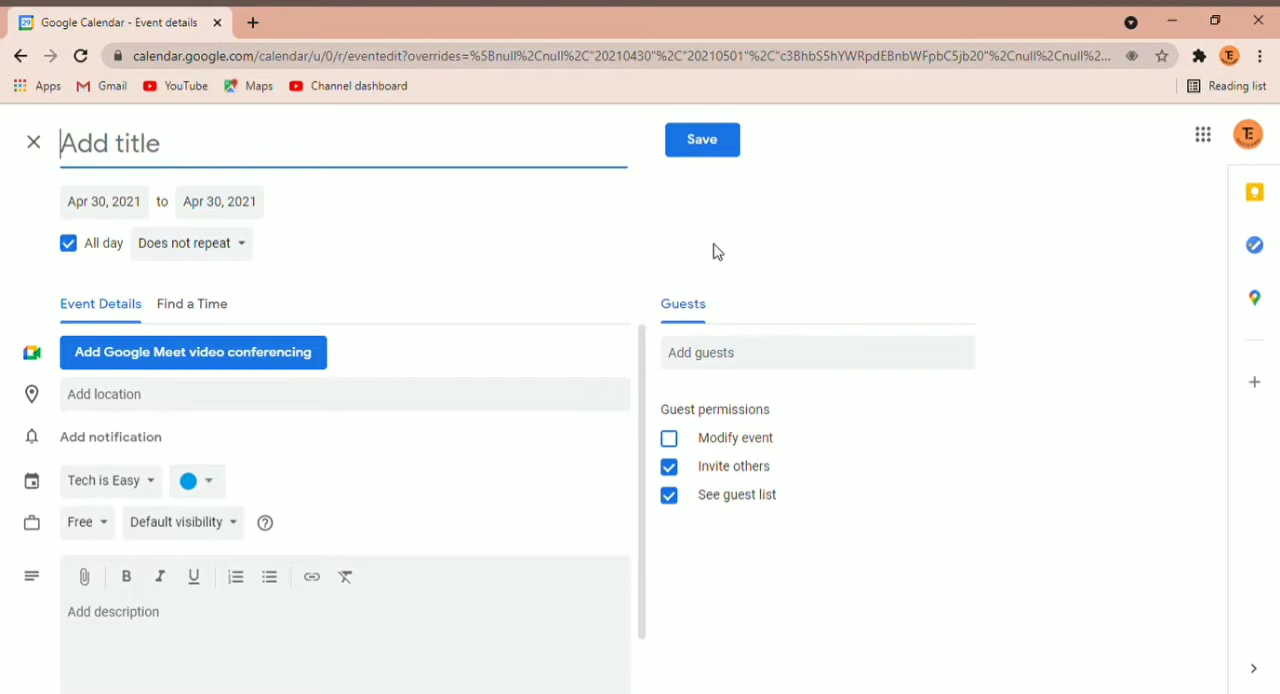 Google Calendar - Event details
calendar.google.com/calendar/u/0/r/eventedit?overrides=%5Bnull%2Cnull%2C"20210430"%2C"20210501"%2C"c3BhbS5hYWRpdEBnbWFpbC5jb20"%2Cnull%2Cnull%2C...
Apps Gmail YouTube Maps Channel dashboard Reading list
Add title
Save
TE
Apr 30, 2021 to Apr 30, 2021
All day Does not repeat
Event Details Find a Time
Guests
Add Google Meet video conferencing
Add guests
Add location
Guest permissions
Add notification
Modify event
Invite others
Tech is Easy
See guest list
Free Default visibility
B I U
Add description